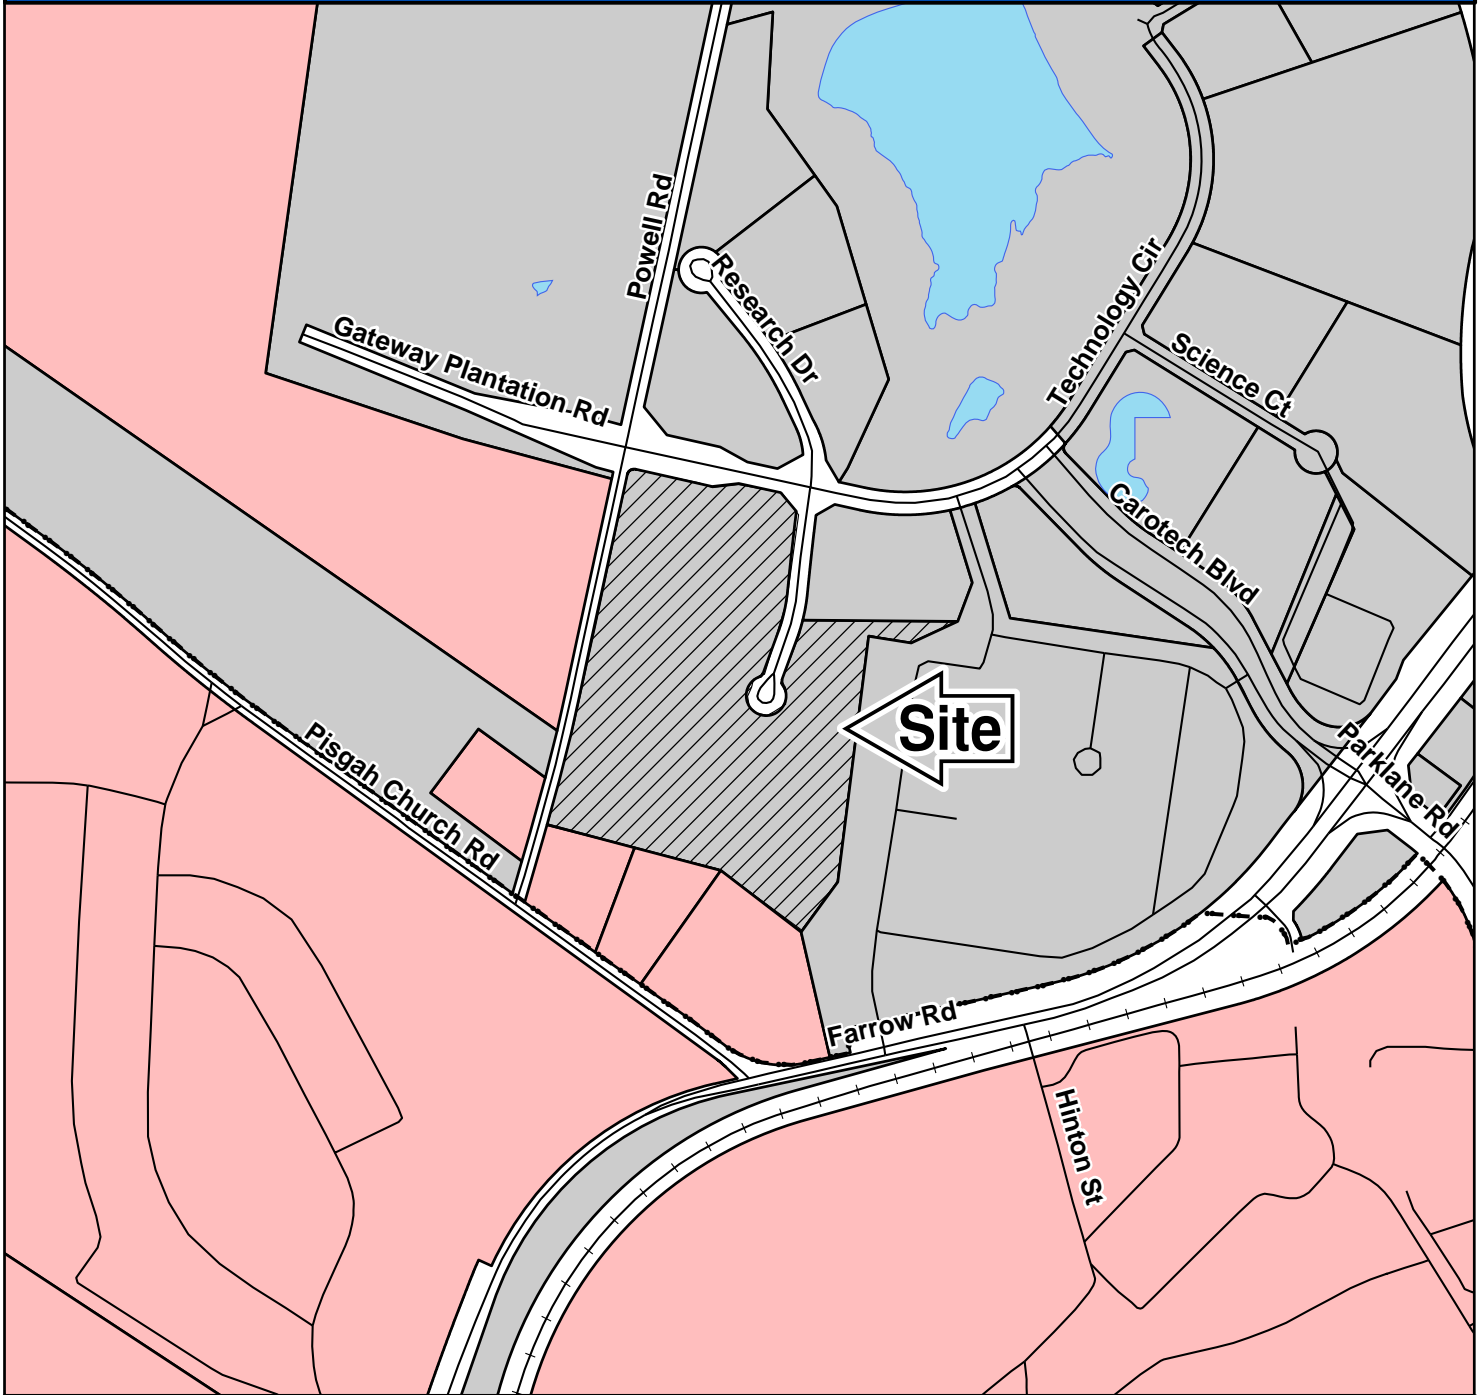 Powell Rd
Research Dr
Technology Cir
Gateway Plantation Rd
Science Ct
Carotech Blvd
Site
Pisgah Church Rd
Parklane Rd
Farrow Rd
Hinton St